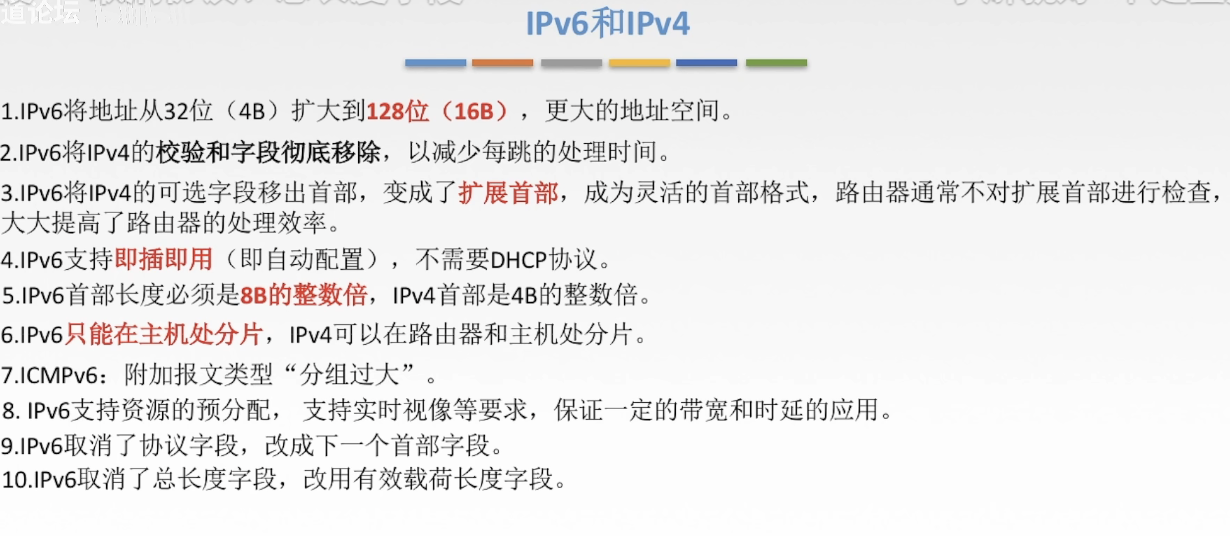 道论坛
IPv6和IPv4
1.IPv6将地址从32位（4B）扩大到128位（16B），更大的地址空间。
2.IPv6将IPv4的校验和字段彻底移除，以减少每跳的处理时间。
3.IPv6将IPv4的可选字段移出首部，变成了扩展首部，成为灵活的首部格式，路由器通常不对扩展首部进行检查，
大大提高了路由器的处理效率。
4.IPv6支持即插即用（即自动配置），不需要DHCP协议。
5.IPv6首部长度必须是8B的整数倍，IPv4首部是4B的整数倍。
6.IPv6只能在主机处分片，IPv4可以在路由器和主机处分片。
7.ICMPv6：附加报文类型“分组过大”。
8. IPv6支持资源的预分配， 支持实时视像等要求，保证一定的带宽和时延的应用。
9.IPv6取消了协议字段，改成下一个首部字段。
10.IPv6取消了总长度字段，改用有效载荷长度字段。